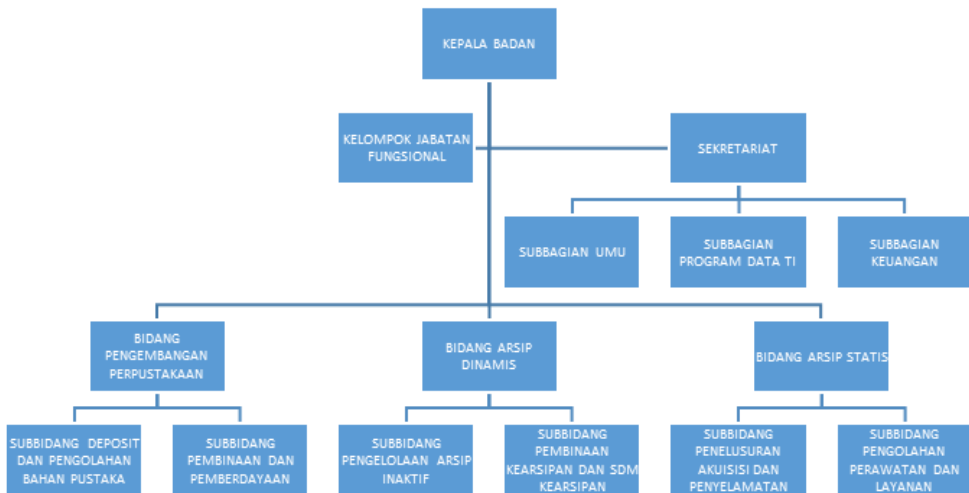 KEPALA BADAN
KELOMPOK JABATAN
FUNGSIONAL
SEKRETARIAT
SUBBAGIAN UMU
SUBBAGIAN
PROGRAM DATA TI
SUBBAGIAN
KEUANGAN
BIDANG
PENGEMBANGAN
PERPUSTAKAAN
BIDANG ARSIP
DINAMIS
BIDANG ARSIP STATIS
SUBBIDANG DEPOSIT
DAN PENGOLAHAN
BAHAN PUSTAKA
SUBBIDANG
PEMBINAAN DAN
PEMBERDAYAAN
SUBBIDANG
PENGELOLAAN ARSIP
INAKTIF
SUBBIDANG
PEMBINAAN
KEARSIPAN DAN SDM
KEARSIPAN
SUBBIDANG
PENELUSURAN
AKUISISI DAN
PENYELAMATAN
SUBBIDANG
PENGOLAHAN
PERAWATAN DAN
LAYANAN